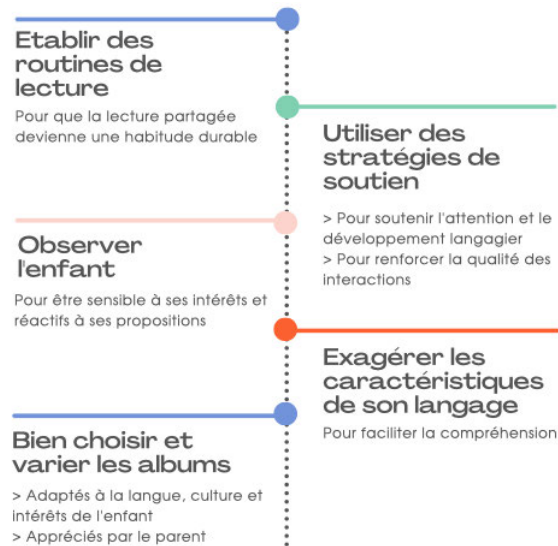 Etablir des
routines de
lecture
Pour que la lecture partagée
devienne une habitude durable
Utiliser des
stratégies de
soutien
> Pour soutenir l'attention et le
développement langagier
> Pour renforcer la qualité des
interactions
Observer
l'enfant
Pour être sensible à ses intérêts et
réactifs à ses propositions
Exagérer les
caractéristiques
de son langage
Pour faciliter la compréhension
Bien choisir et
varier les albums
> Adaptés à la langue, culture et
intérêts de l'enfant
> Appréciés par le parent